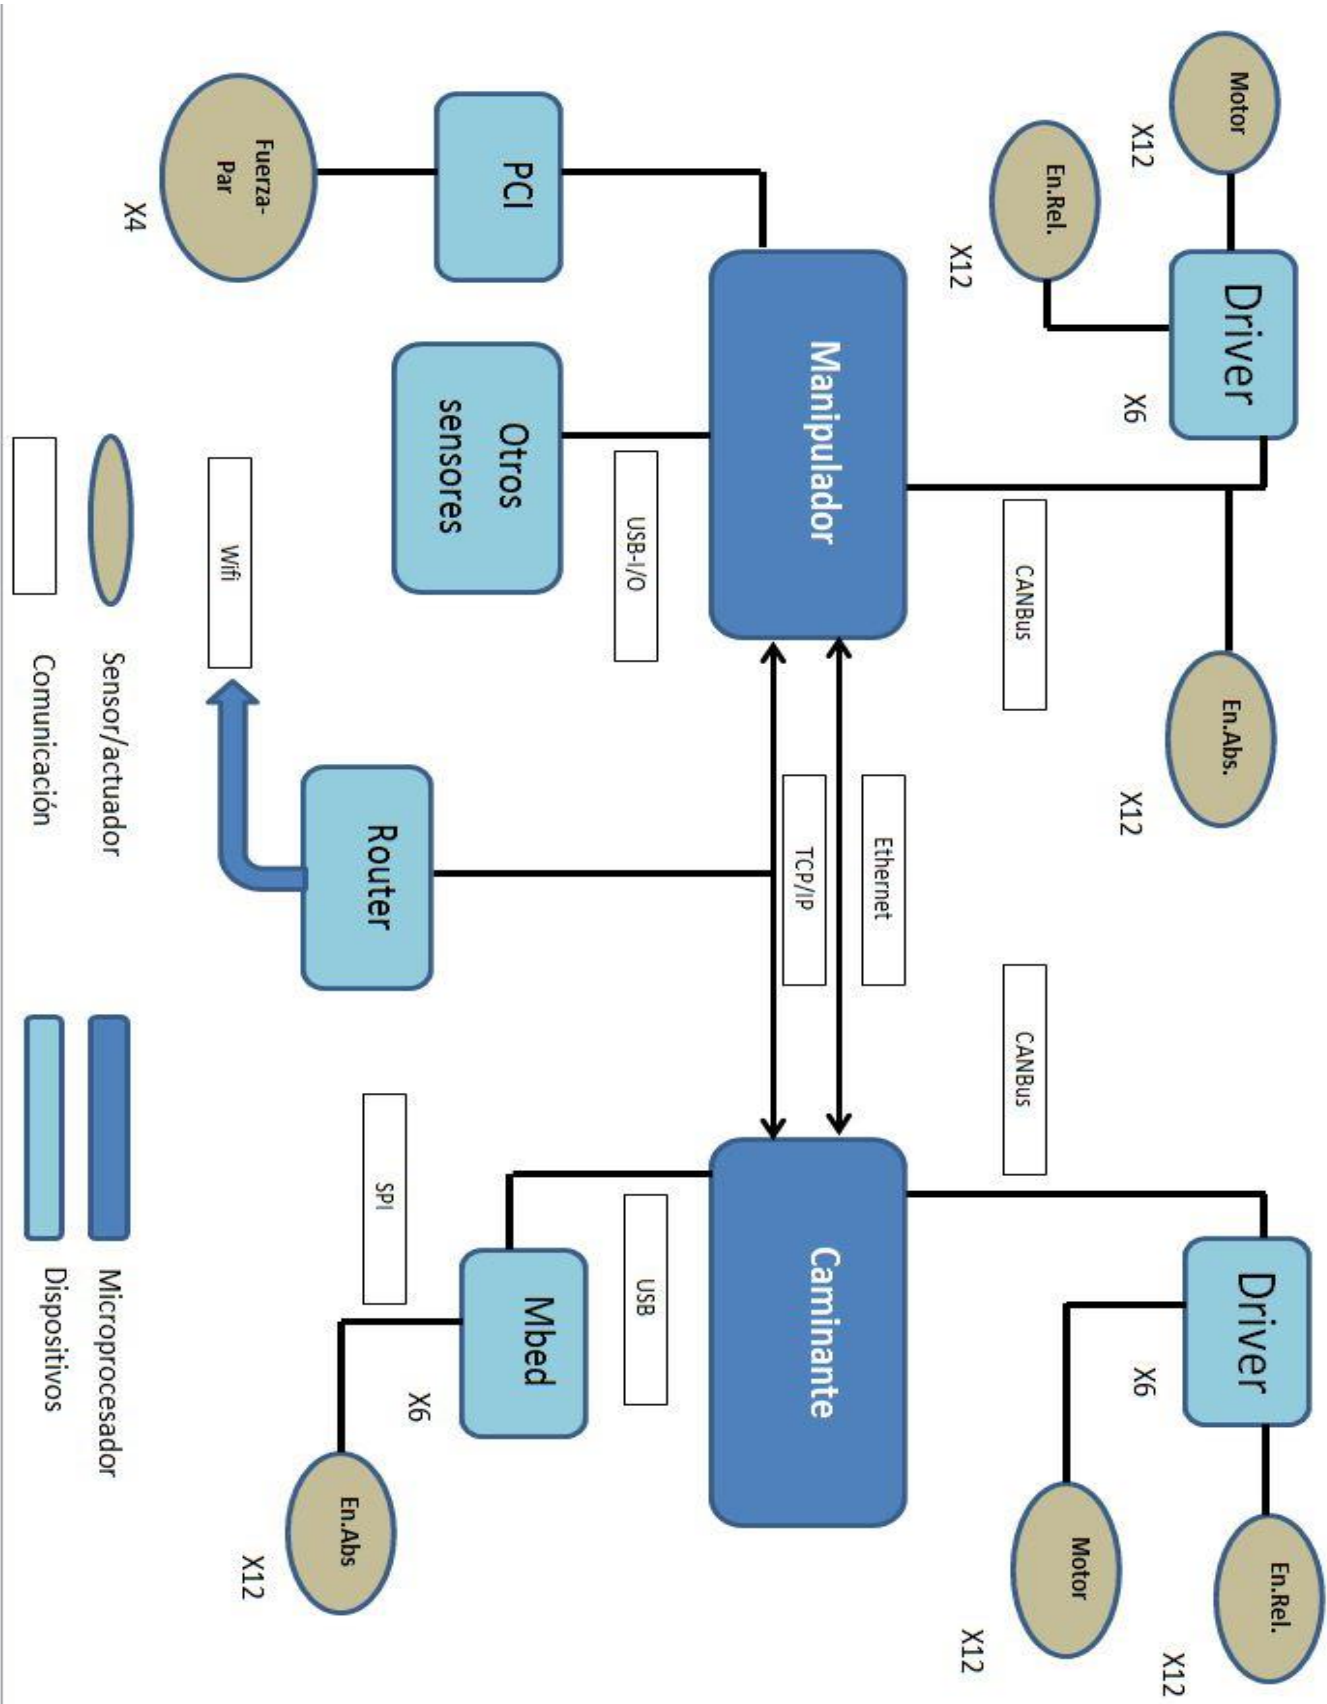 Motor
X12
En.Rel.
X12
Driver
X6
En.Abs.
X12
CANBus
CANBus
Driver
X6
En.Rel.
X12
Motor
X12
Manipulador
Ethernet
TCP/IP
Caminante
PCI
Fuerza-
Par
X4
USB-I/O
Otros
sensores
Router
Wifi
USB
Mbed
X6
SPI
En.Abs
X12
Sensor/actuador
Microprocesador
Comunicación
Dispositivos